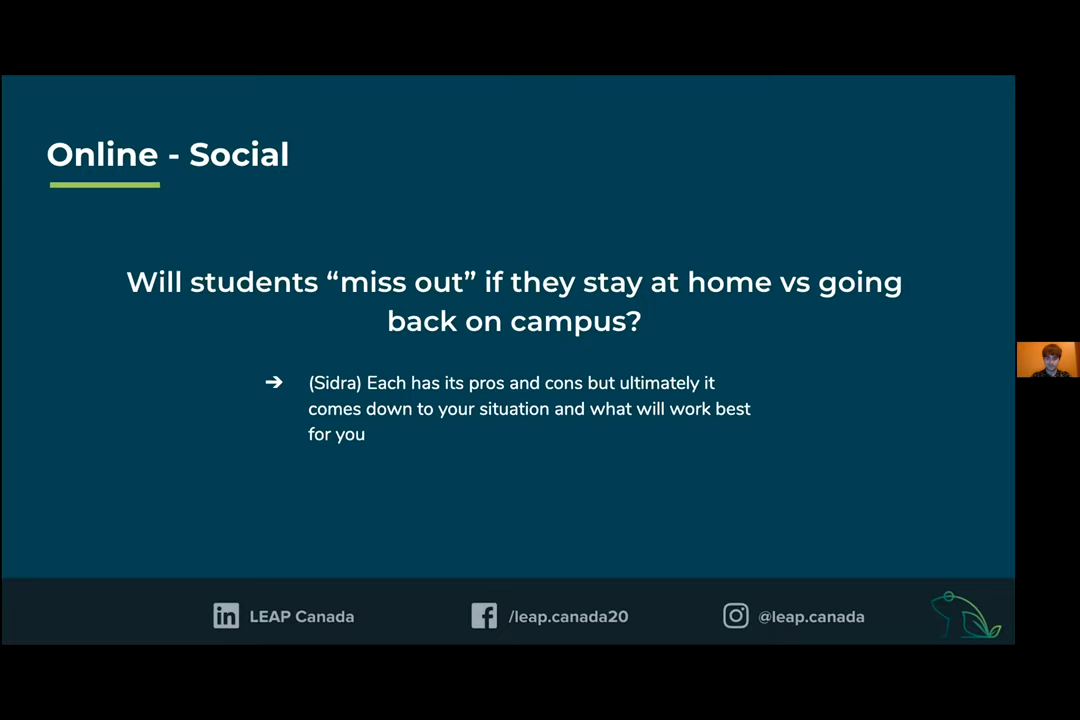 Online - Social
Will students “miss out” if they stay at home vs going
back on campus?
➔ (Sidra) Each has its pros and cons but ultimately it
comes down to your situation and what will work best
for you
LEAP Canada
/leap.canada20
@leap.canada